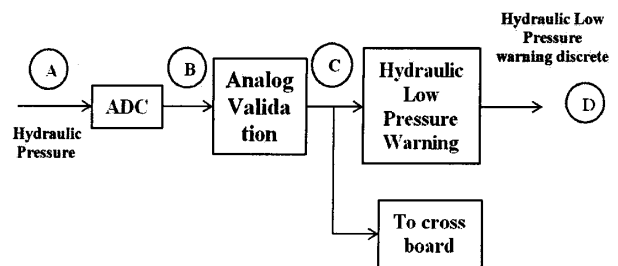 Hydraulic Low
Pressure
warning discrete
A
B
C
D
Hydraulic
Pressure
ADC
Analog
Valida
tion
Hydraulic
Low
Pressure
Warning
To cross
board